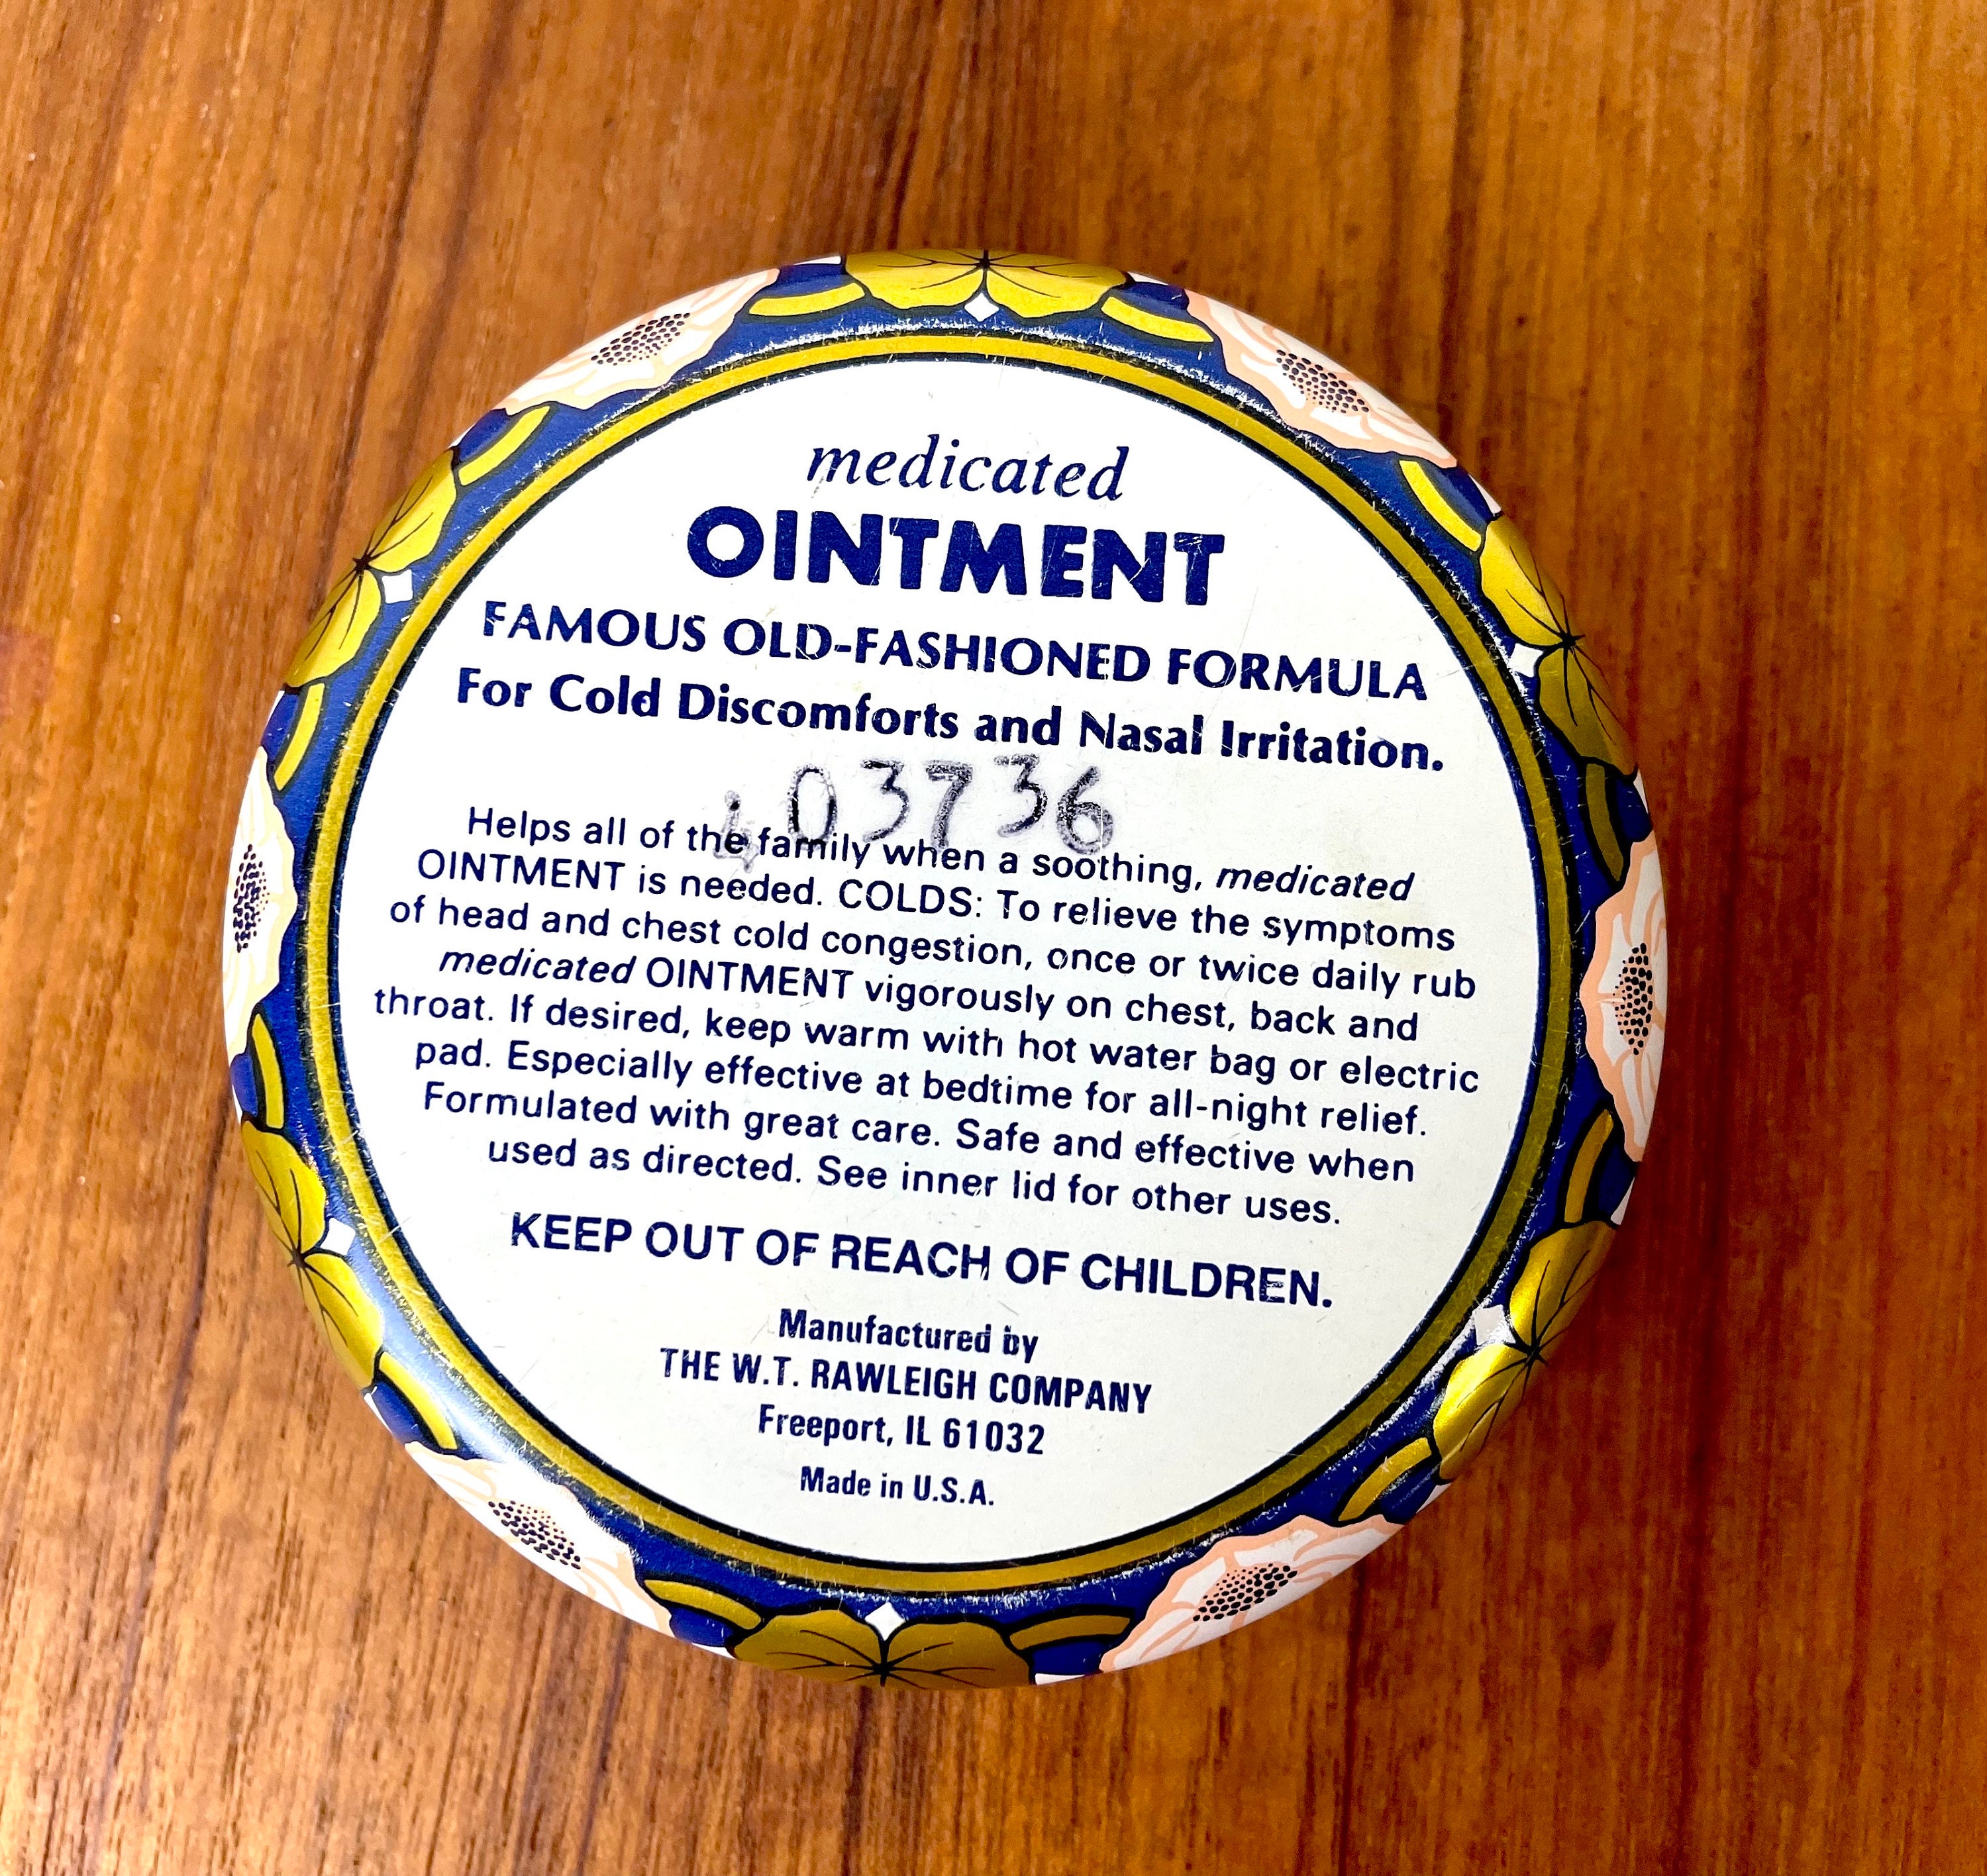 medicated
OINTMENT
FAMOUS OLD-FASHIONED FORMULA
For Cold Discomforts and Nasal Irritation.
03736
Helps all of the family when a soothing, medicated
OINTMENT is needed. COLDS: To relieve the symptoms
of head and chest cold congestion, once or twice daily rub
medicated OINTMENT vigorously on chest, back and
throat. If desired, keep warm with hot water bag or electric
pad. Especially effective at bedtime for all-night relief.
Formulated with great care. Safe and effective when
used as directed. See inner lid for other uses.
KEEP OUT OF REACH OF CHILDREN.
Manufactured by
THE W.T. RAWLEIGH COMPANY
Freeport, IL 61032
Made in U.S.A.